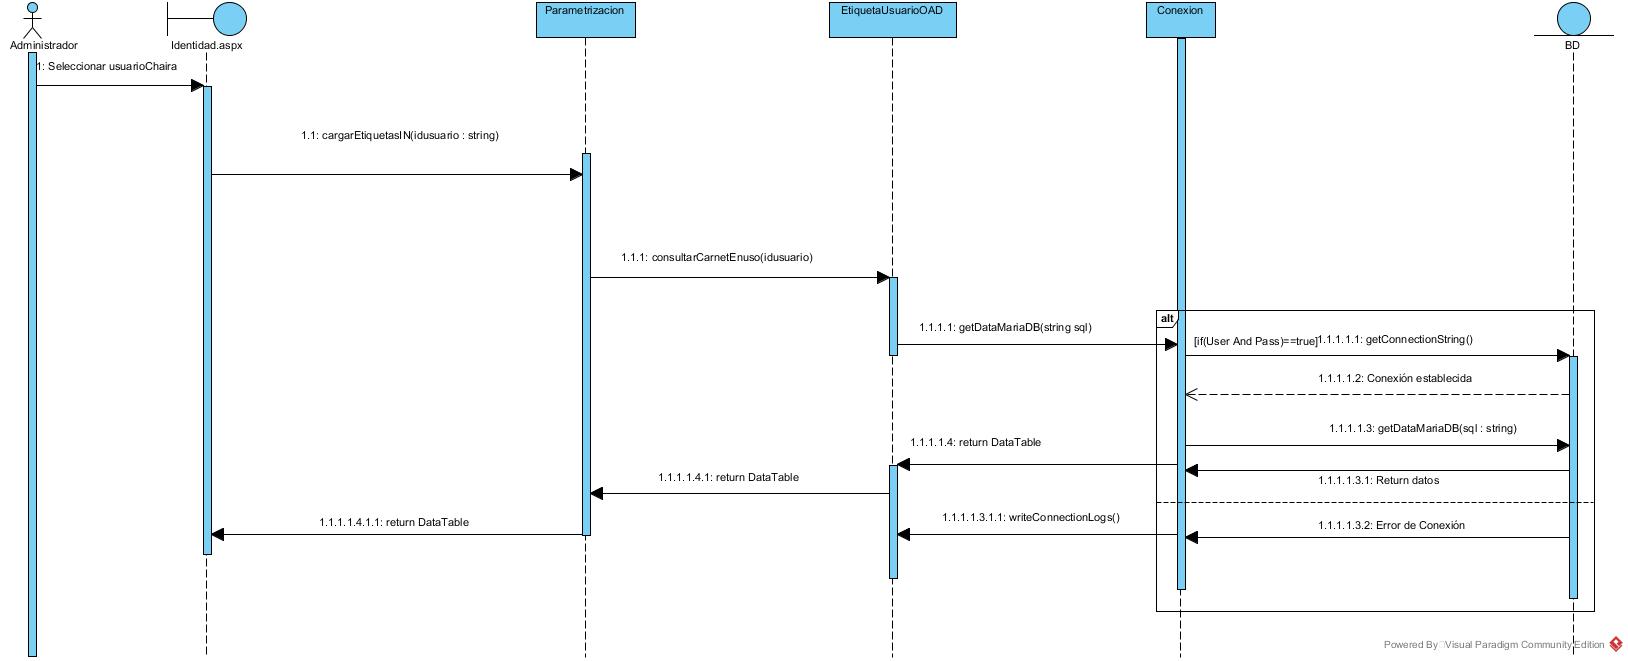 Administrador
Identidad.aspx
Parametrizacion
EtiquetaUsuarioOAD
Conexion
BD
1: Seleccionar usuarioChaira
1.1: cargarEtiquetasIN(idusuario : string)
1.1.1: consultarCarnetEnuso(idusuario)
alt
1.1.1.1: getDataMariaDB(string sql)
[if(User And Pass)==true]
1.1.1.1.1: getConnectionString()
1.1.1.1.2: Conexión establecida
1.1.1.1.3: getDataMariaDB(sql : string)
1.1.1.1.4: return DataTable
1.1.1.1.4.1: return DataTable
1.1.1.1.3.1: Return datos
1.1.1.1.4.1.1: return DataTable
1.1.1.1.3.1.1: writeConnectionLogs()
1.1.1.1.3.2: Error de Conexión
Powered By Visual Paradigm Community Edition